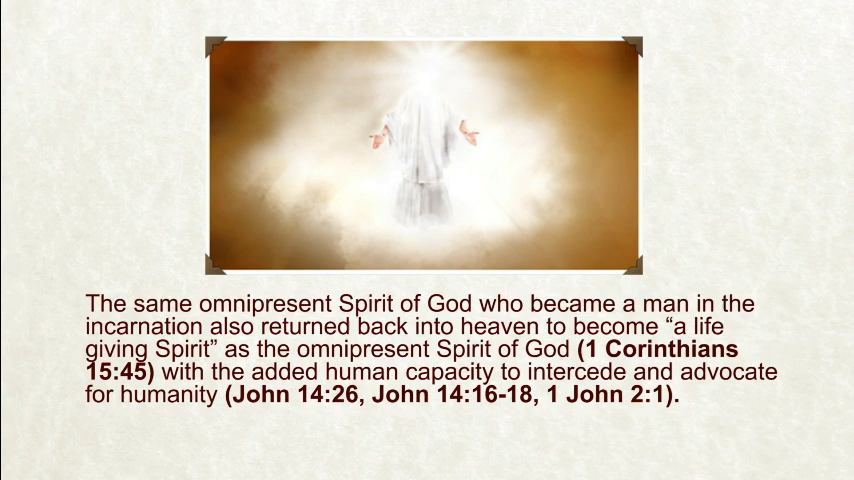 The same omnipresent Spirit of God who became a man in the
incarnation also returned back into heaven to become “a life
giving Spirit” as the omnipresent Spirit of God (1 Corinthians
15:45) with the added human capacity to intercede and advocate
for humanity (John 14:26, John 14:16-18, 1 John 2:1).